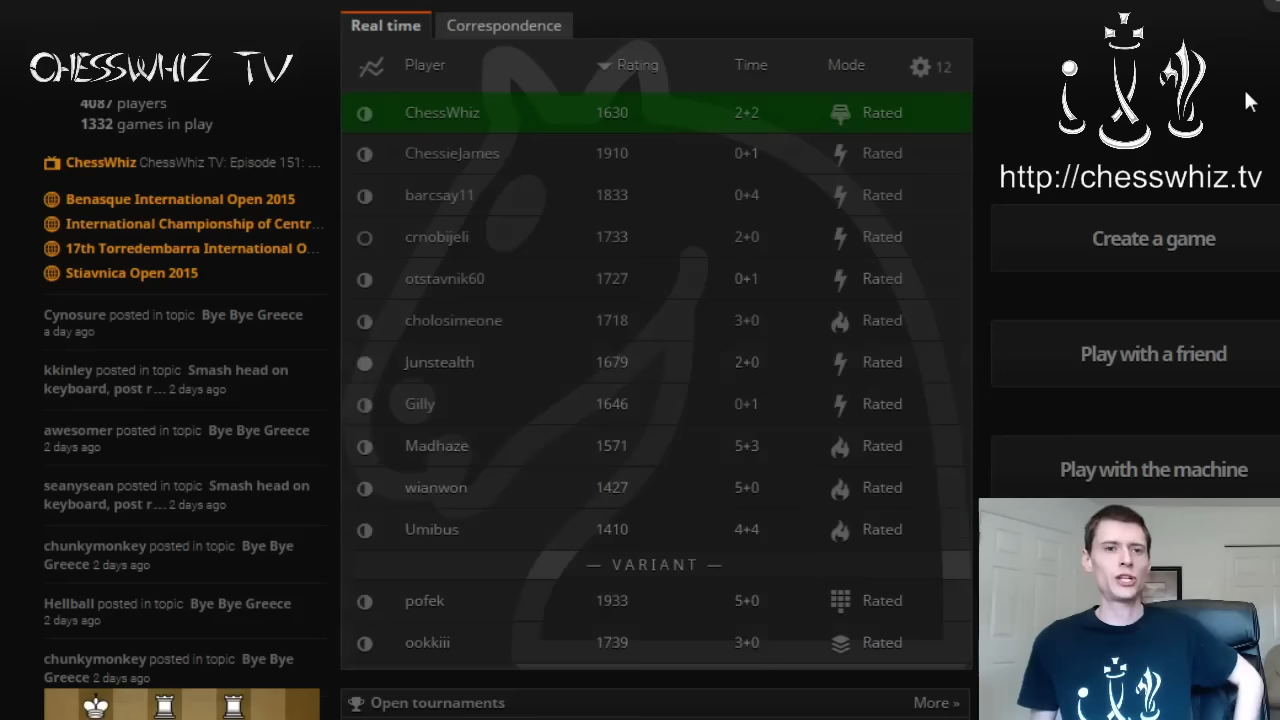 CHESSWHIZ TV
4087 players
1332 games in play
ChessWhiz ChessWhiz TV: Episode 151: ...
Benasque International Open 2015
International Championship of Centr...
17th Torredembarra International O...
Stiavnica Open 2015
Cynosure posted in topic Bye Bye Greece
a day ago
kkinley posted in topic Smash head on
keyboard, post r... 2 days ago
awesomer posted in topic Bye Bye Greece
2 days ago
seanysean posted in topic Smash head on
keyboard, post r... 2 days ago
chunkymonkey posted in topic Bye Bye
Greece 2 days ago
Hellball posted in topic Bye Bye Greece
2 days ago
chunkymonkey posted in topic Bye Bye
Greece 2 days ago
Real time Correspondence
Player Rating Time Mode 12
ChessWhiz 1630 2+2 Rated
ChessieJames 1910 0+1 Rated
barcsay11 1833 0+4 Rated
crnobijeli 1733 2+0 Rated
otstavnik60 1727 0+1 Rated
cholosimeone 1718 3+0 Rated
Junstealth 1679 2+0 Rated
Gilly 1646 0+1 Rated
Madhaze 1571 5+3 Rated
wianwon 1427 5+0 Rated
Umibus 1410 4+4 Rated
— VARIANT —
pofek 1933 5+0 Rated
ookkiii 1739 3+0 Rated
Open tournaments More »
http://chesswhiz.tv
Create a game
Play with a friend
Play with the machine